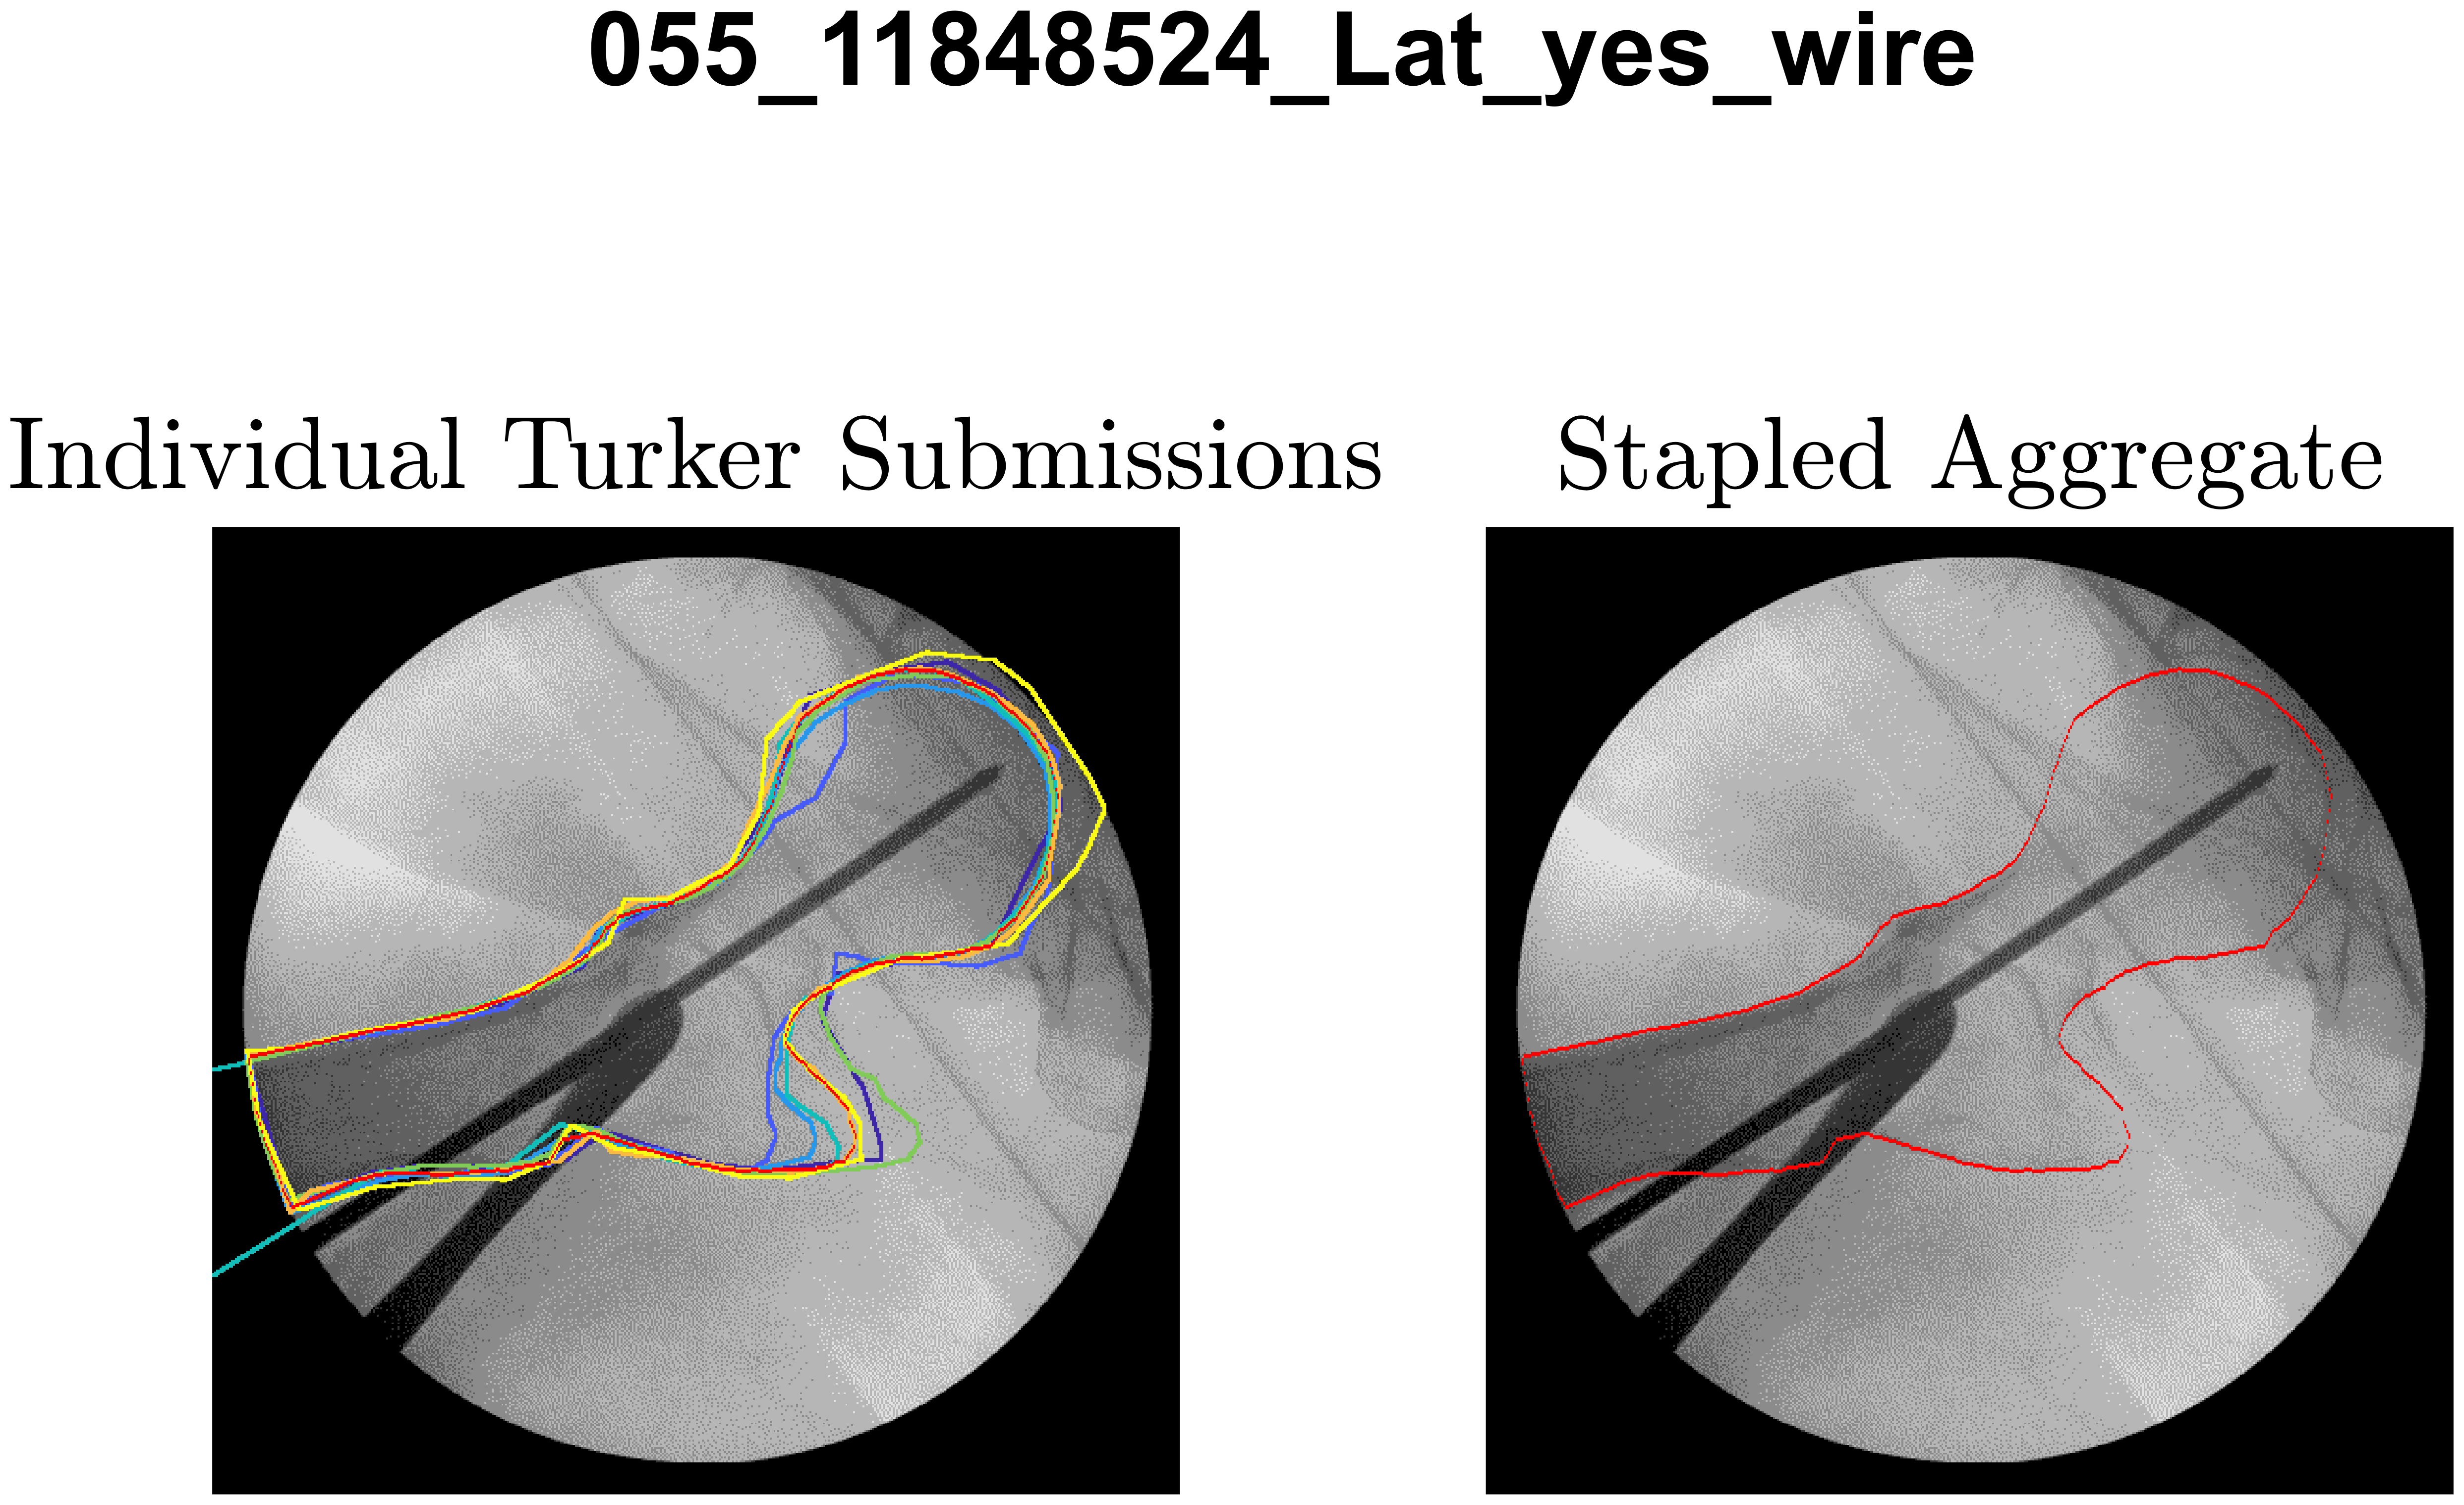 055_11848524_Lat_yes_wire
Individual Turker Submissions
Stapled Aggregate